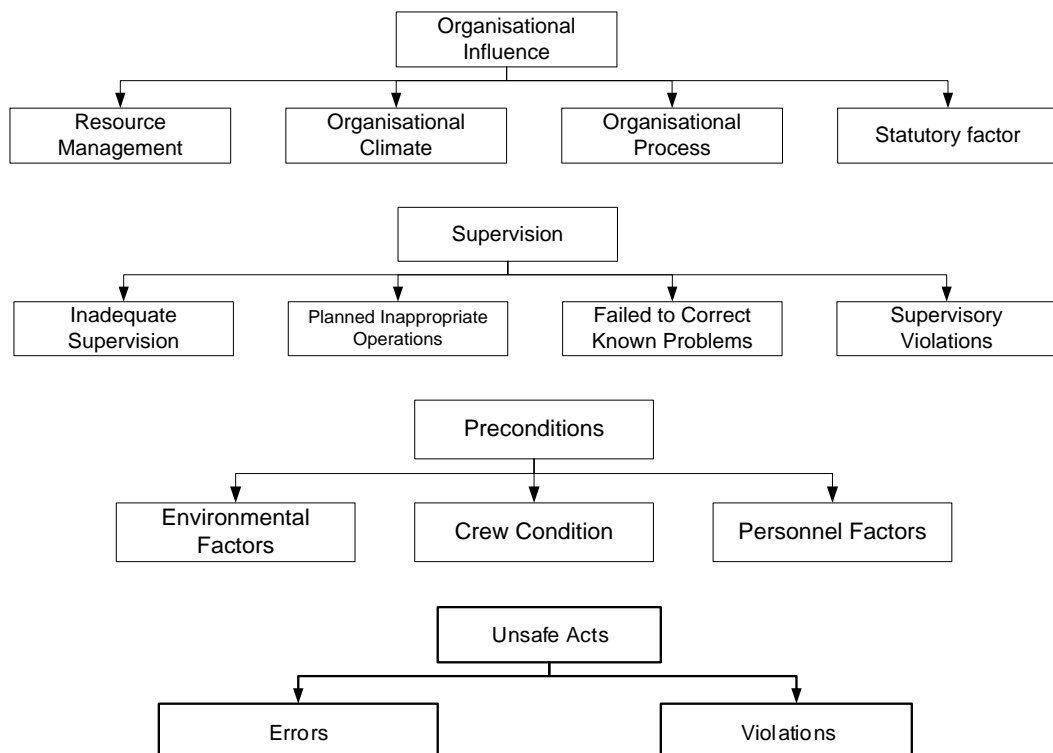 Organisational
Influence
Resource
Management
Organisational
Climate
Organisational
Process
Statutory factor
Supervision
Inadequate
Supervision
Planned Inappropriate
Operations
Failed to Correct
Known Problems
Supervisory
Violations
Preconditions
Environmental
Factors
Crew Condition
Personnel Factors
Unsafe Acts
Errors
Violations